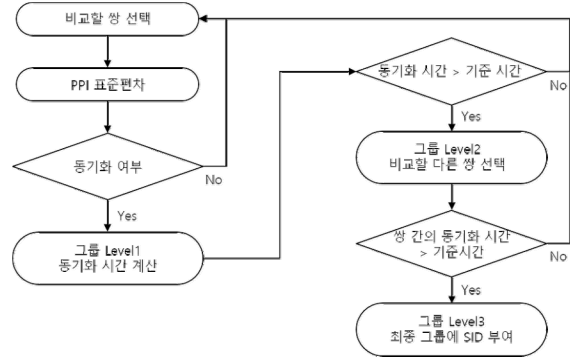 비교할 쌍 선택
PPI 표준편차
동기화 여부
No
Yes
그룹 Level1
동기화 시간 계산
동기화 시간 > 기준 시간
No
Yes
그룹 Level2
비교할 다른 쌍 선택
쌍 간의 동기화 시간
> 기준시간
No
Yes
그룹 Level3
최종 그룹에 SID 부여